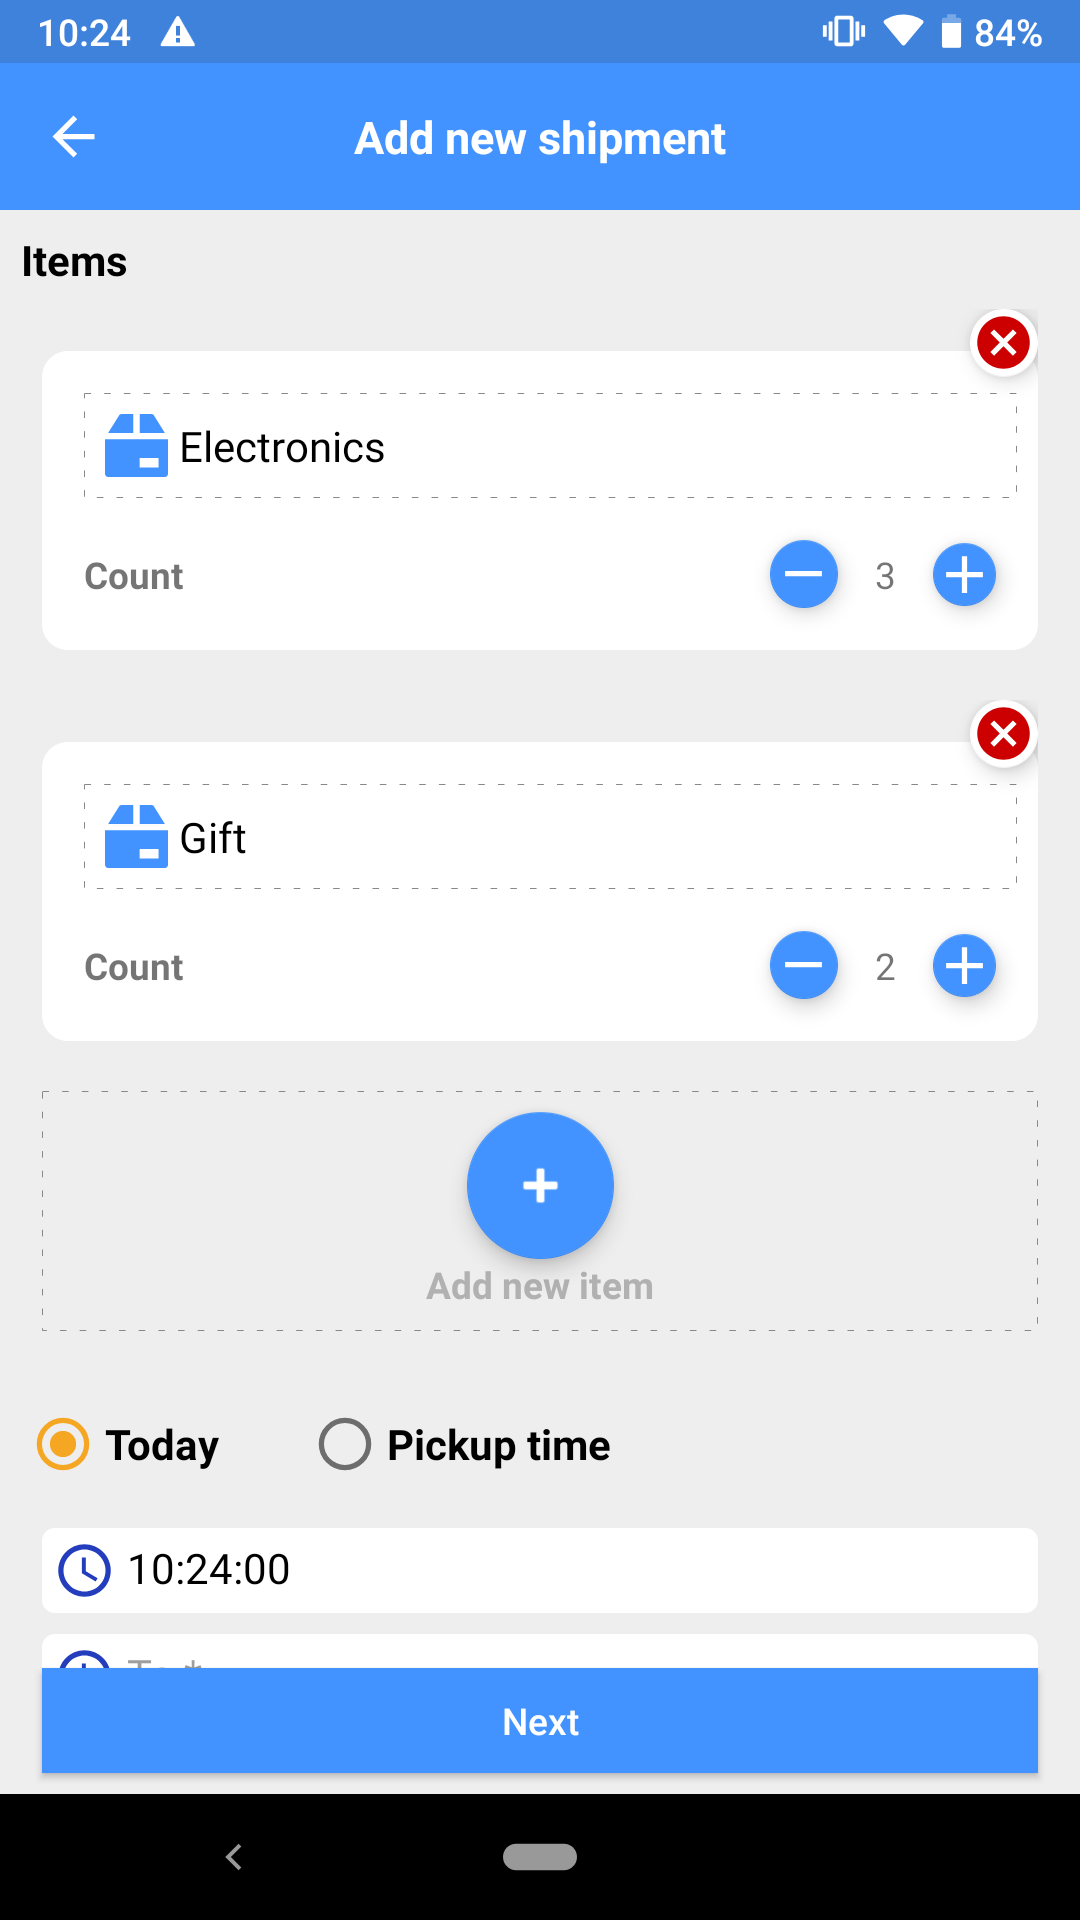 10:24 84%
Add new shipment
Items
Electronics
Count 3
Gift
Count 2
Add new item
Today Pickup time
10:24:00
To *
Next